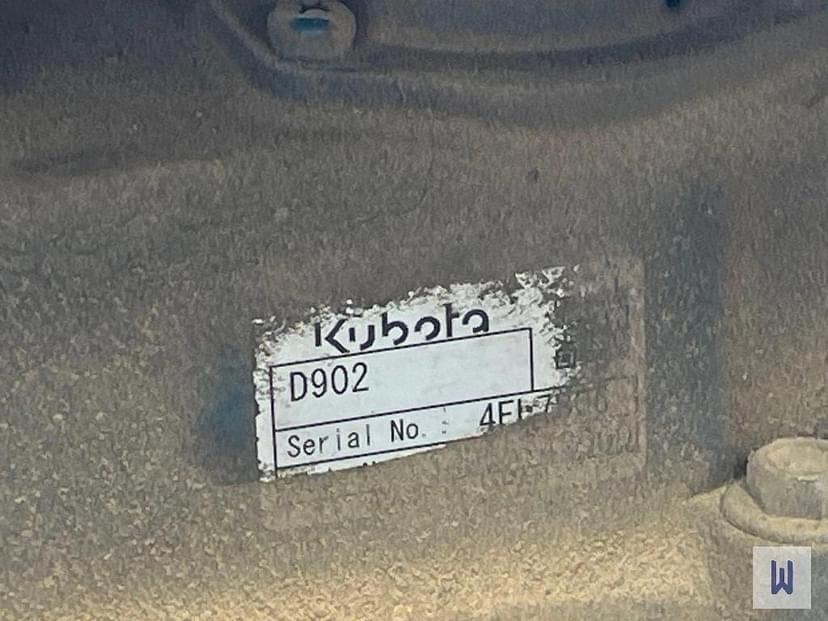 Kubota
D902
Serial No. :
W